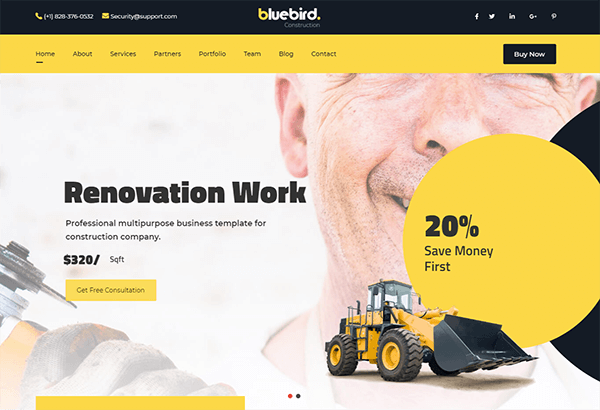 (+1) 828-376-0532
Security@support.com
bluebird.
Construction
Home About Services Partners Portfolio Team Blog Contact
Buy Now
Renovation Work
Professional multipurpose business template for
construction company.
$320/ Sqft
Get Free Consultation
20%
Save Money
First